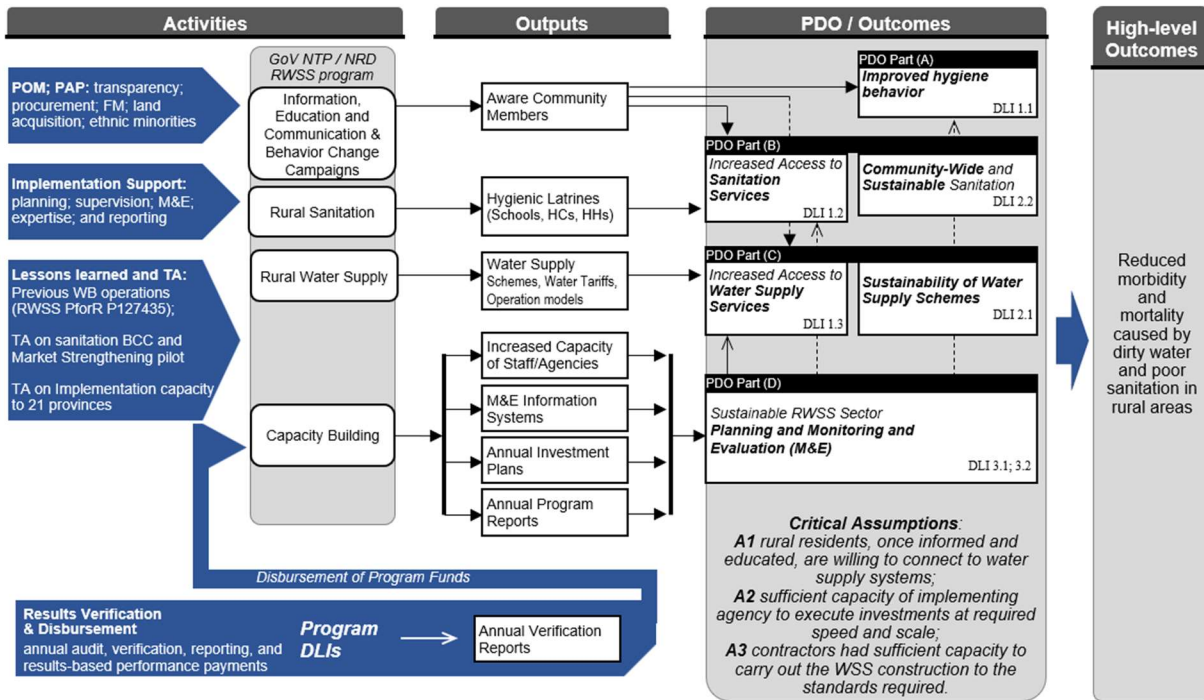 Activities
Outputs
PDO / Outcomes
High-level
Outcomes
POM; PAP: transparency;
procurement; FM; land
acquisition; ethnic minorities
Implementation Support:
planning; supervision; M&E;
expertise; and reporting
Lessons learned and TA:
Previous WB operations
(RWSS PforR P127435);
TA on sanitation BCC and
Market Strengthening pilot
TA on Implementation capacity
to 21 provinces
GoV NTP / NRD
RWSS program
Information,
Education and
Communication &
Behavior Change
Campaigns
Rural Sanitation
Rural Water Supply
Capacity Building
Aware Community
Members
Hygienic Latrines
(Schools, HCs, HHs)
Water Supply
Schemes, Water Tariffs,
Operation models
Increased Capacity
of Staff/Agencies
M&E Information
Systems
Annual Investment
Plans
Annual Program
Reports
PDO Part (A)
Improved hygiene
behavior
DLI 1.1
PDO Part (B)
Increased Access to
Sanitation
Services
DLI 1.2
Community-Wide and
Sustainable Sanitation
DLI 2.2
PDO Part (C)
Increased Access to
Water Supply
Services
DLI 1.3
Sustainability of Water
Supply Schemes
DLI 2.1
PDO Part (D)
Sustainable RWSS Sector
Planning and Monitoring and
Evaluation (M&E)
DLI 3.1; 3.2
Critical Assumptions:
A1 rural residents, once informed and
educated, are willing to connect to water
supply systems;
A2 sufficient capacity of implementing
agency to execute investments at required
speed and scale;
A3 contractors had sufficient capacity to
carry out the WSS construction to the
standards required.
Reduced
morbidity
and
mortality
caused by
dirty water
and poor
sanitation in
rural areas
Disbursement of Program Funds
Results Verification
& Disbursement
annual audit, verification, reporting, and
results-based performance payments
Program
DLIs
Annual Verification
Reports